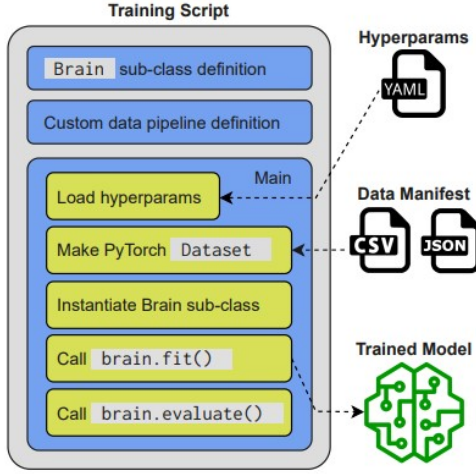 Training Script
Brain sub-class definition
Custom data pipeline definition
Main
Load hyperparams
Make PyTorch Dataset
Instantiate Brain sub-class
Call brain.fit()
Call brain.evaluate()
Hyperparams
YAML
Data Manifest
CSV
JSON
Trained Model